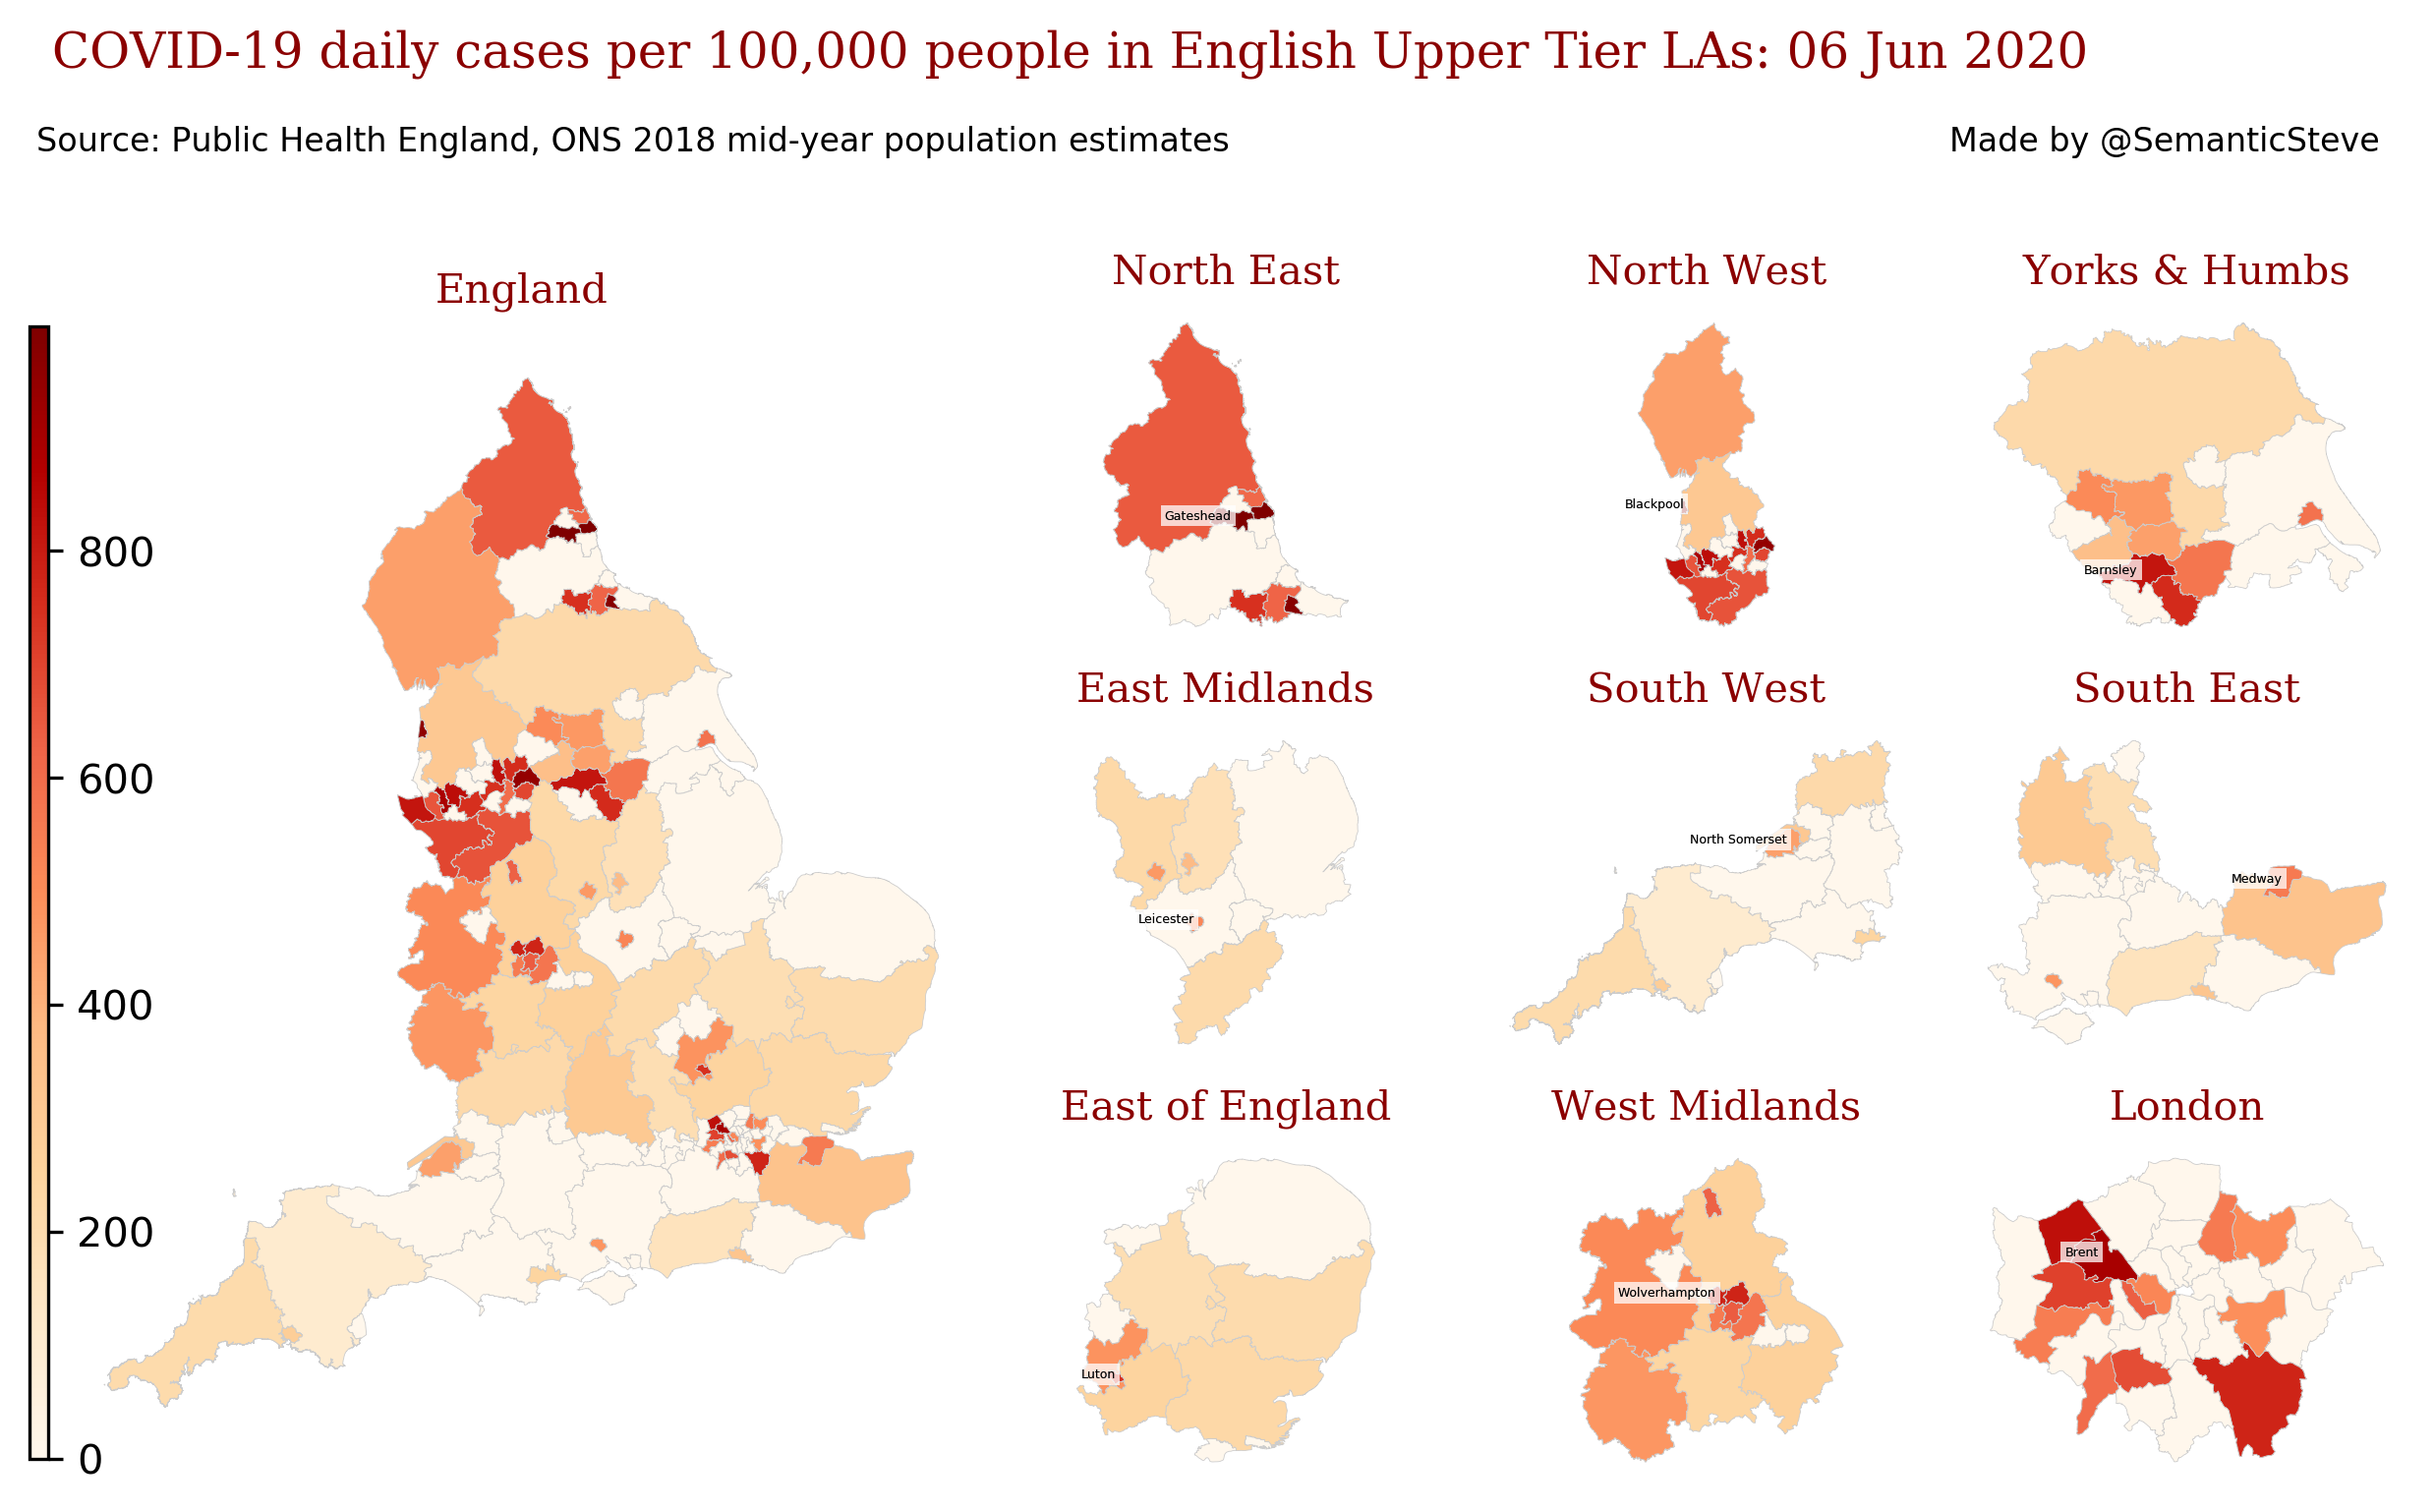 COVID-19 daily cases per 100,000 people in English Upper Tier LAs: 06 Jun 2020
Source: Public Health England, ONS 2018 mid-year population estimates
Made by @SemanticSteve
England
800
600
400
200
0
North East
Gateshead
North West
Blackpool
Yorks & Humbs
Barnsley
East Midlands
Leicester
South West
North Somerset
South East
Medway
East of England
Luton
West Midlands
Wolverhampton
London
Brent